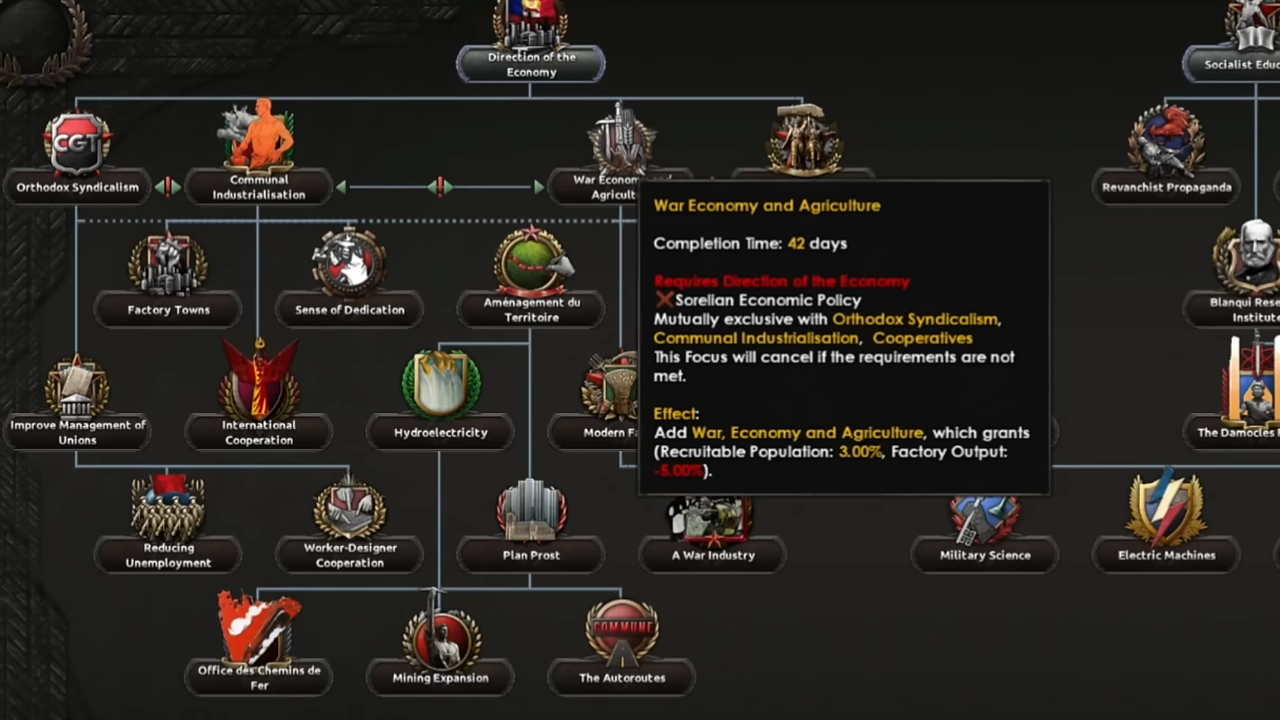 Direction of the
Economy
Socialist Educ
CGT
Orthodox Syndicalism
Communal
Industrialisation
War Econom
Agricult
Revanchist Propaganda
War Economy and Agriculture
Completion Time: 42 days
Requires Direction of the Economy
Sorelian Economic Policy
Mutually exclusive with Orthodox Syndicalism,
Communal Industrialisation, Cooperatives
This Focus will cancel if the requirements are not
met.
Effect:
Add War, Economy and Agriculture, which grants
(Recruitable Population: 3.00%, Factory Output:
-5.00%).
Factory Towns
Sense of Dedication
Aménagement du
Territoire
Blanqui Rese
Institute
Improve Management of
Unions
International
Cooperation
Hydroelectricity
Modern Fa
The Damocles
Reducing
Unemployment
Worker-Designer
Cooperation
Plan Prost
A War Industry
Military Science
Electric Machines
COMMUNE
Office des Chemins de
Fer
Mining Expansion
The Autoroutes